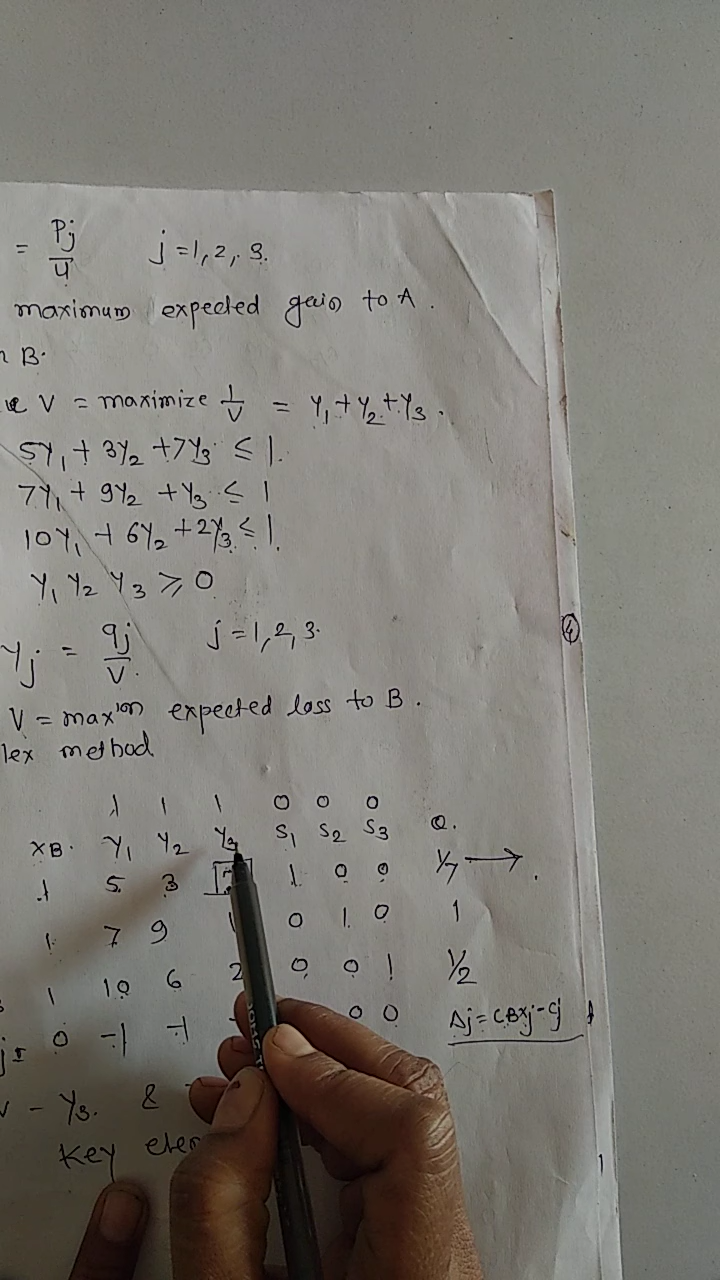 = Pj/u j = 1, 2, 3.
maximum expected gain to A.
B.
V = maximize 1/V = Y₁ + Y₂ + Y₃.
5Y₁ + 3Y₂ + 7Y₃ ≤ 1.
7Y₁ + 9Y₂ + Y₃ ≤ 1
10Y₁ + 6Y₂ + 2Y₃ ≤ 1.
Y₁ Y₂ Y₃ ≥ 0
Yj = qj/V. j = 1, 2, 3.
4
V = maxᵐ expected loss to B.
lex method
1 1 1 0 0 0
XB. Y₁ Y₂ Y₃ S₁ S₂ S₃ Q.
1 5 3 7 1 0 0 1/7 →
1 7 9 1 0 1 0 1
1 10 6 2 0 0 1 1/2
0 -1 -1 0 0 Δj = CBXj - Cj
- Y₃. &
Key